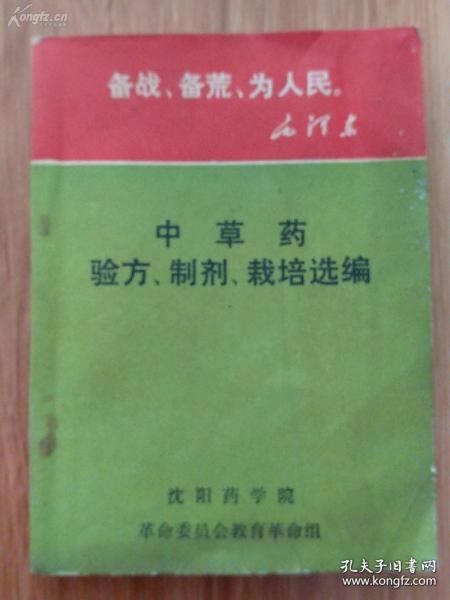 Kongfz.cn
备战、备荒、为人民。
毛泽东
中草药
验方、制剂、栽培选编
沈阳药学院
革命委员会教育革命组
孔夫子旧书网
www.kongfz.com